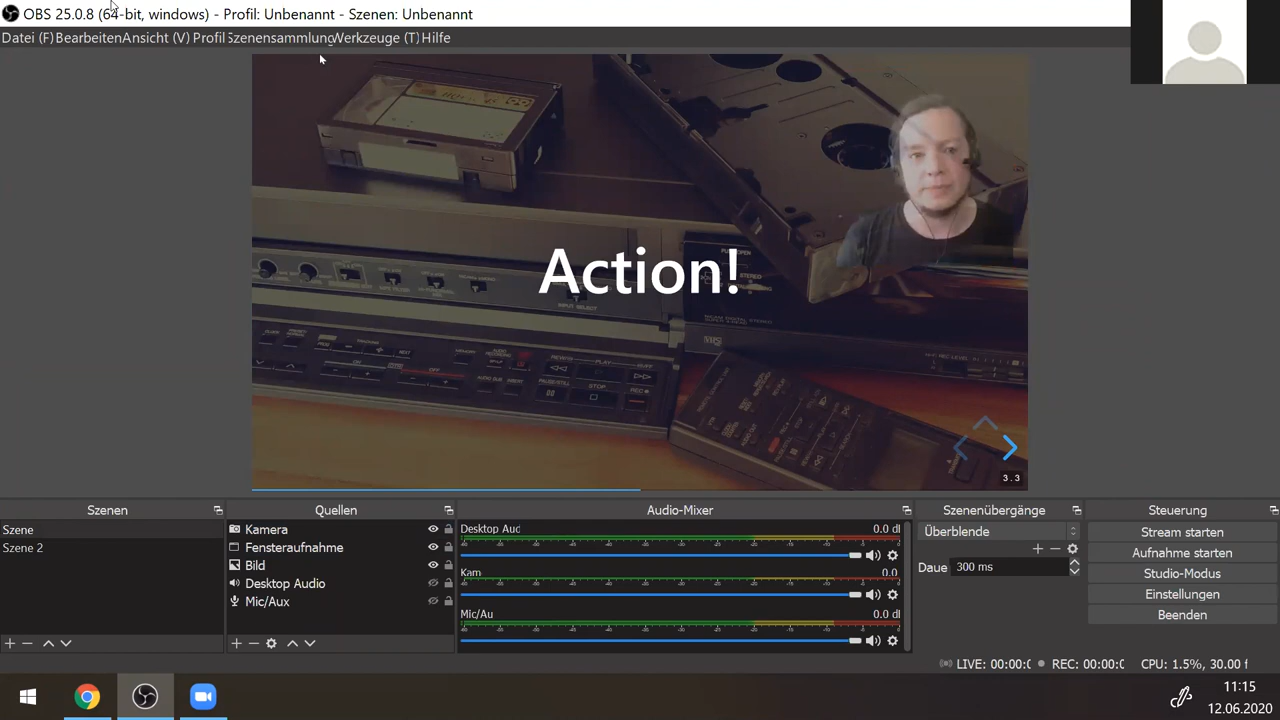 OBS 25.0.8 (64-bit, windows) - Profil: Unbenannt - Szenen: Unbenannt
Datei (F) Bearbeiten Ansicht (V) Profil Szenensammlung Werkzeuge (T) Hilfe
Action!
3.3
Szenen
Quellen
Audio-Mixer
Szenenübergänge
Steuerung
Szene
Szene 2
Kamera
Fensteraufnahme
Bild
Desktop Audio
Mic/Aux
Desktop Aud 0.0 dl
Kam 0.0
Mic/Au 0.0 dl
Überblende
Daue 300 ms
Stream starten
Aufnahme starten
Studio-Modus
Einstellungen
Beenden
LIVE: 00:00:0 REC: 00:00:0 CPU: 1.5%, 30.00 f
11:15
12.06.2020